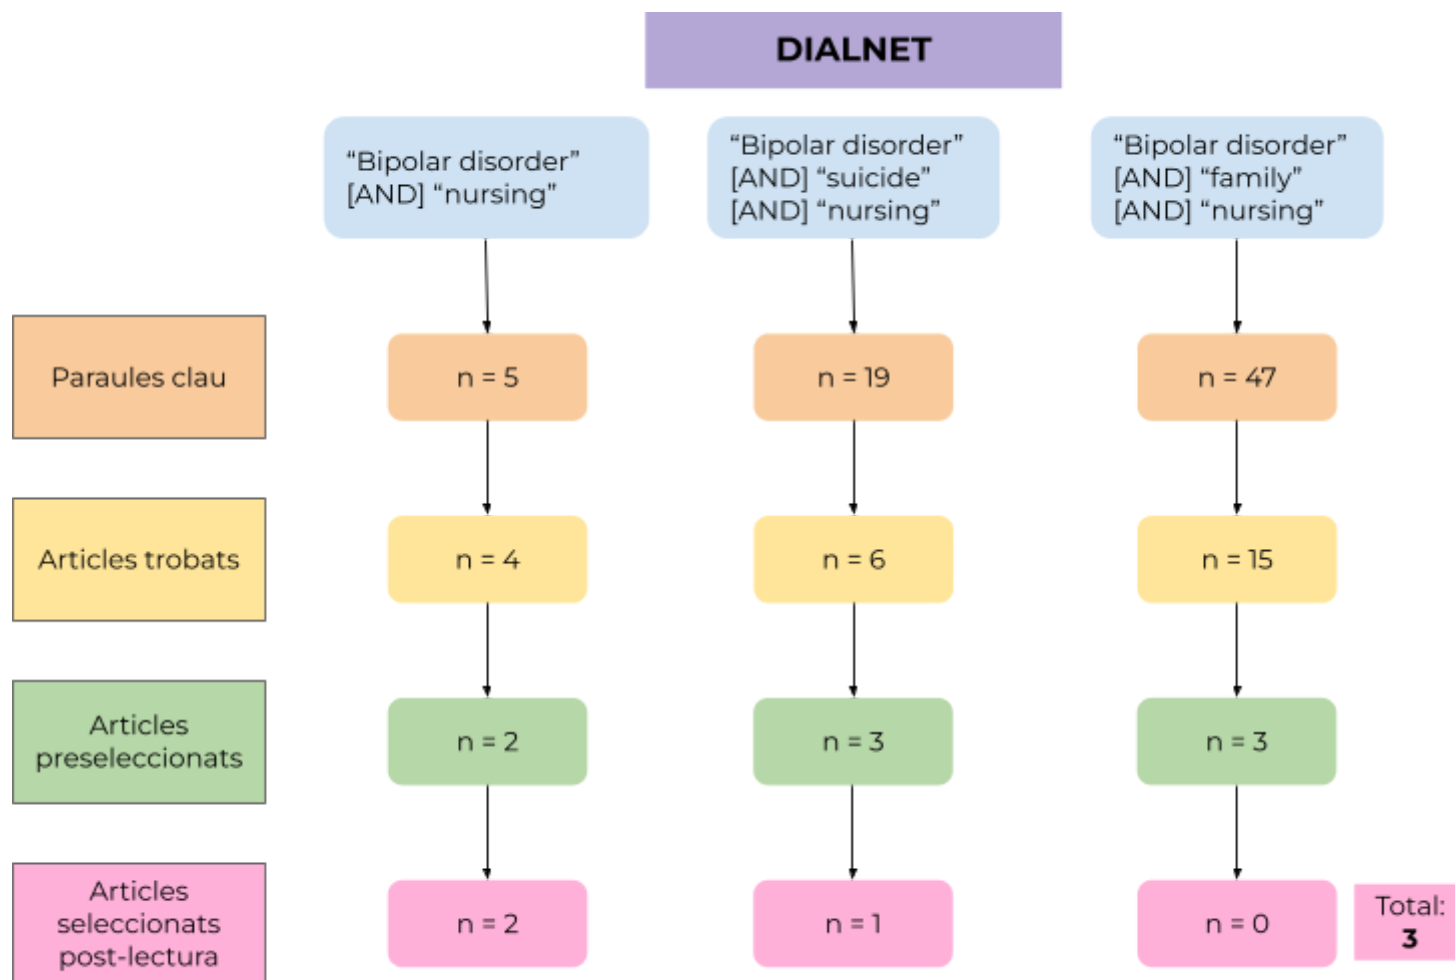 DIALNET
“Bipolar disorder”
[AND] “nursing”
“Bipolar disorder”
[AND] “suicide”
[AND] “nursing”
“Bipolar disorder”
[AND] “family”
[AND] “nursing”
Paraules clau
n = 5
n = 19
n = 47
Articles trobats
n = 4
n = 6
n = 15
Articles
preseleccionats
n = 2
n = 3
n = 3
Articles
seleccionats
post-lectura
n = 2
n = 1
n = 0
Total:
3